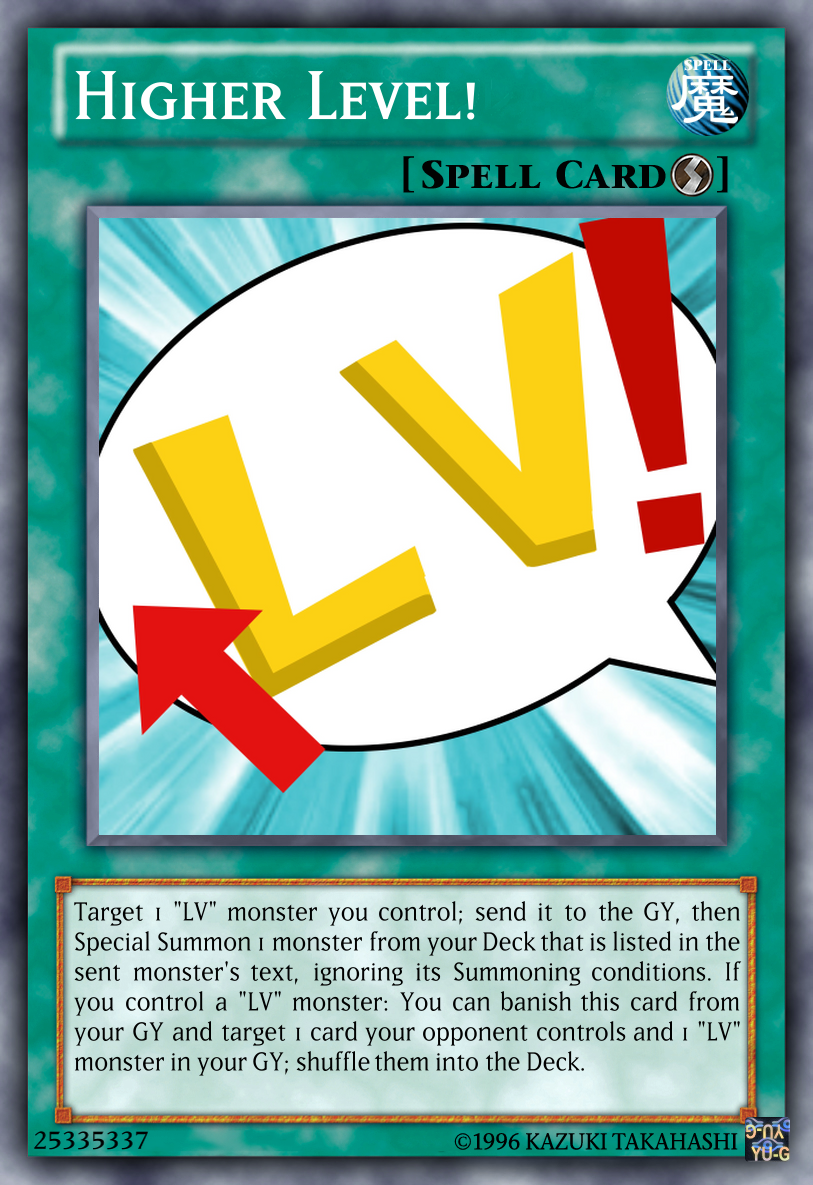 Higher Level!
SPELL
魔
[Spell Card]
LV!
Target 1 "LV" monster you control; send it to the GY, then
Special Summon 1 monster from your Deck that is listed in the
sent monster's text, ignoring its Summoning conditions. If
you control a "LV" monster: You can banish this card from
your GY and target 1 card your opponent controls and 1 "LV"
monster in your GY; shuffle them into the Deck.
25335337
©1996 KAZUKI TAKAHASHI
YU-G
YU-G